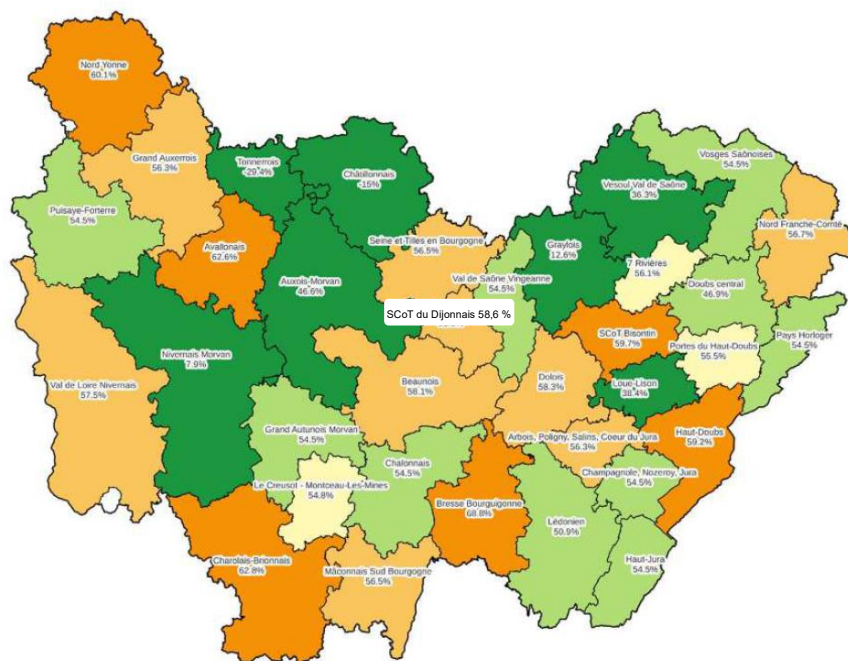 Nord Yonne
60.1%
Grand Auxerrois
56.3%
Tonnerrois
-29.4%
Châtillonnais
-15%
Vosges Saônoises
54.5%
Vesoul Val de Saône
36.3%
Puisaye-Forterre
54.5%
Nord Franche-Comté
56.7%
Avallonais
62.6%
Seine et Tilles en Bourgogne
56.5%
Graylois
12.6%
7 Rivières
56.1%
Auxois-Morvan
46.6%
Val de Saône Vingeanne
54.5%
Doubs central
46.9%
SCoT du Dijonnais 58,6 %
SCoT Bisontin
59.7%
Pays Horloger
54.5%
Portes du Haut-Doubs
55.5%
Nivernais Morvan
7.9%
Val de Loire Nivernais
57.5%
Beaunois
58.1%
Dolois
58.3%
Loue-Lison
38.4%
Grand Autunois Morvan
54.5%
Arbois, Poligny, Salins, Coeur du Jura
56.3%
Haut-Doubs
59.2%
Chalonnais
54.5%
Champagnole, Nozeroy, Jura
54.5%
Le Creusot - Montceau-Les-Mines
54.8%
Bresse Bourguigonne
68.8%
Lédonien
50.9%
Charolais-Brionnais
62.8%
Mâconnais Sud Bourgogne
56.5%
Haut-Jura
54.5%